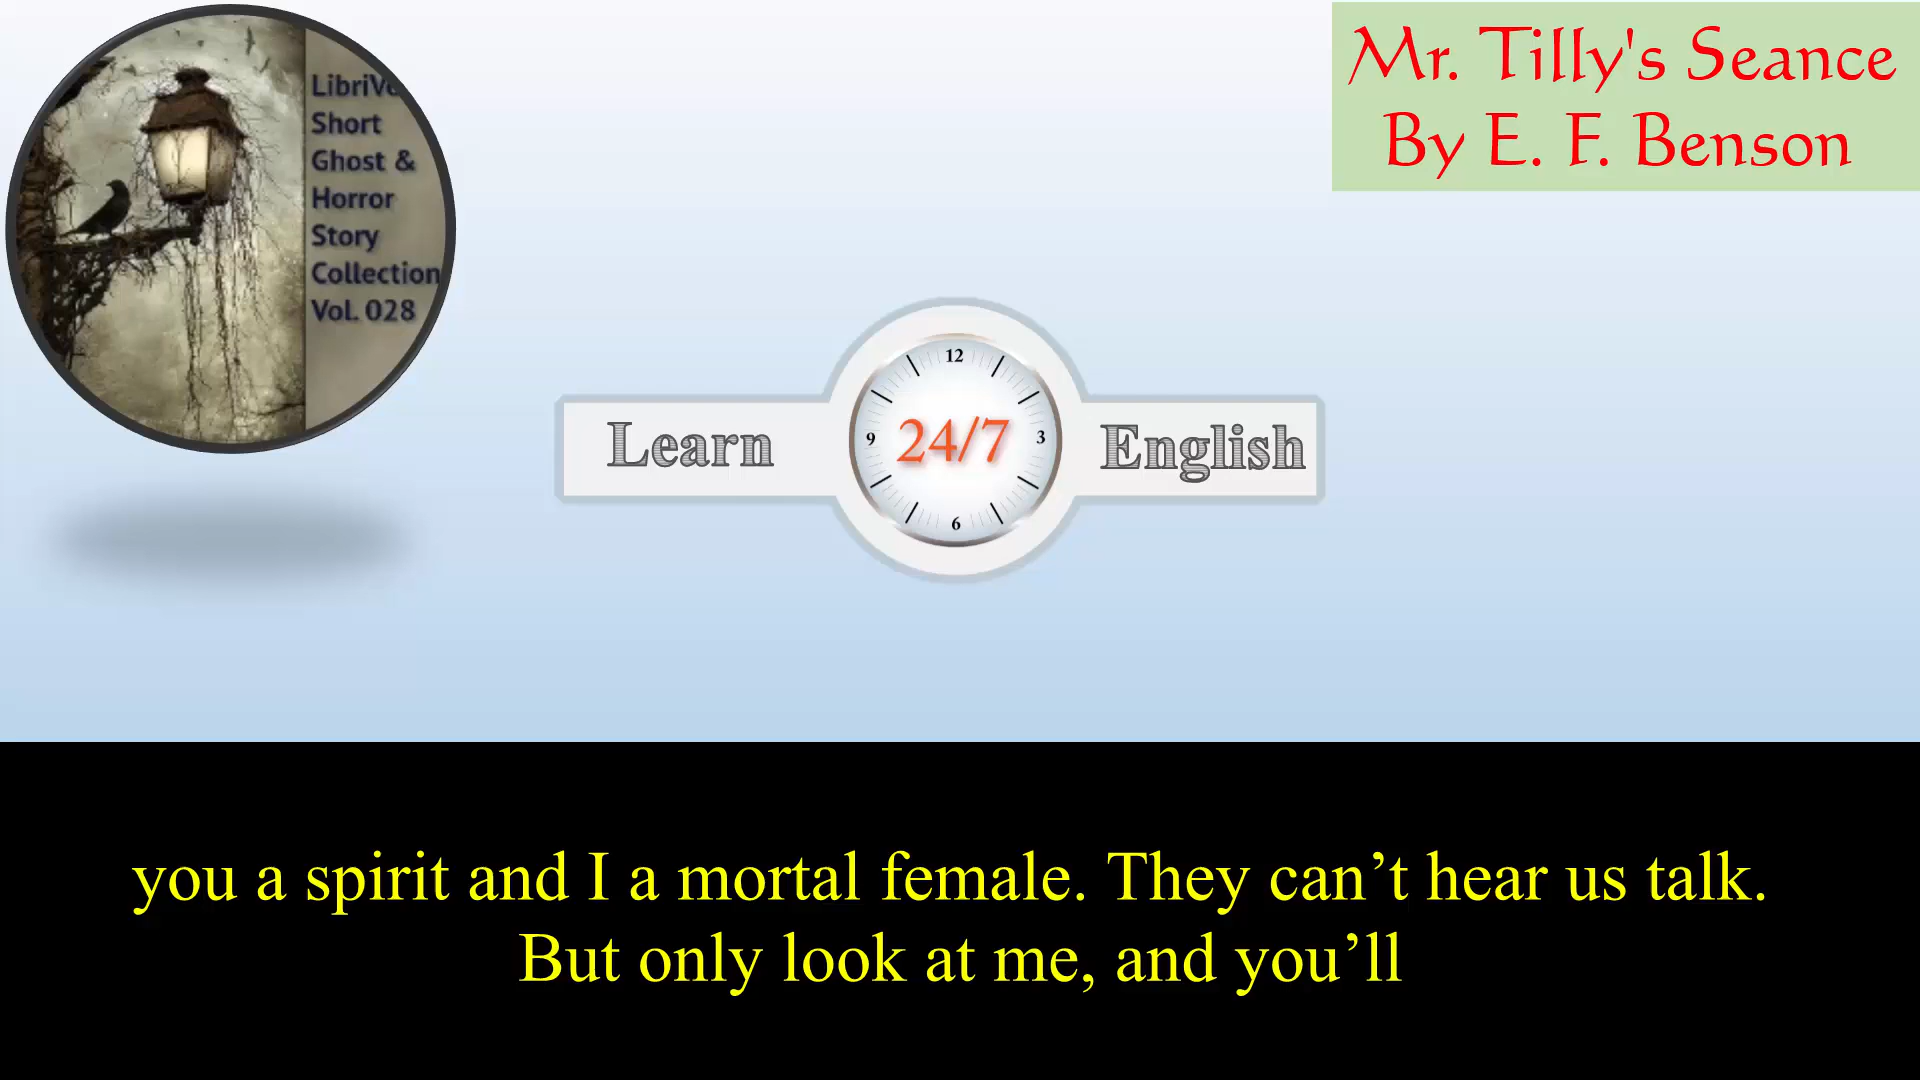 LibriVo
Short
Ghost &
Horror
Story
Collection
Vol. 028
Mr. Tilly's Seance
By E. F. Benson
Learn
24/7
English
12
3
6
9
you a spirit and I a mortal female. They can’t hear us talk.
But only look at me, and you’ll